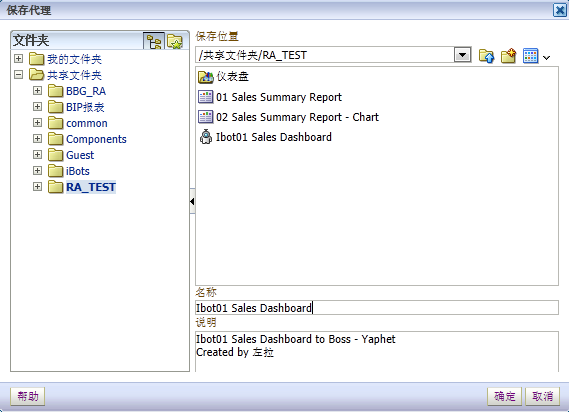 保存代理
文件夹
我的文件夹
共享文件夹
BBG_RA
BIP报表
common
Components
Guest
iBots
RA_TEST
保存位置
/共享文件夹/RA_TEST
仪表盘
01 Sales Summary Report
02 Sales Summary Report - Chart
Ibot01 Sales Dashboard
名称
Ibot01 Sales Dashboard
说明
Ibot01 Sales Dashboard to Boss - Yaphet
Created by 左拉
帮助
确定
取消